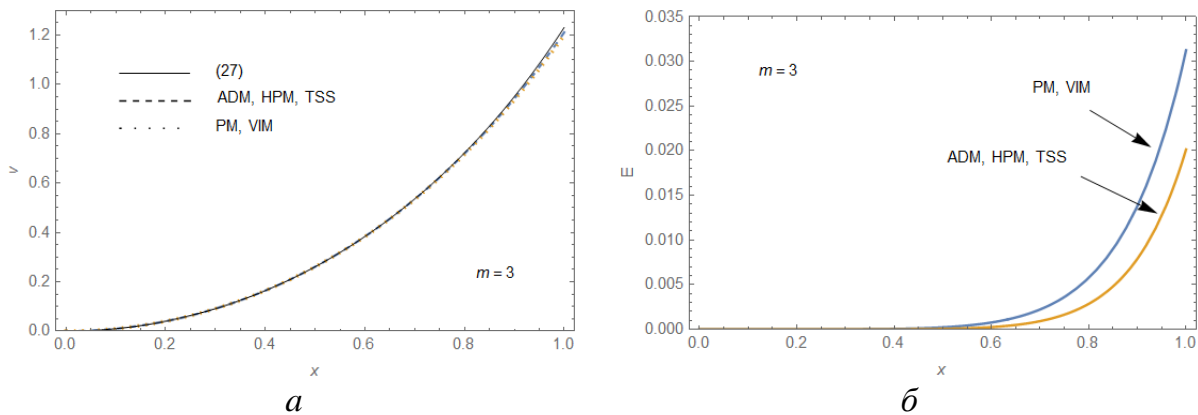 1.2
1.0
0.8
0.6
0.4
0.2
0.0
v
(27)
ADM, HPM, TSS
PM, VIM
m = 3
0.0 0.2 0.4 0.6 0.8 1.0
x
а
0.035
0.030
0.025
0.020
0.015
0.010
0.005
0.000
E
m = 3
PM, VIM
ADM, HPM, TSS
0.0 0.2 0.4 0.6 0.8 1.0
x
б